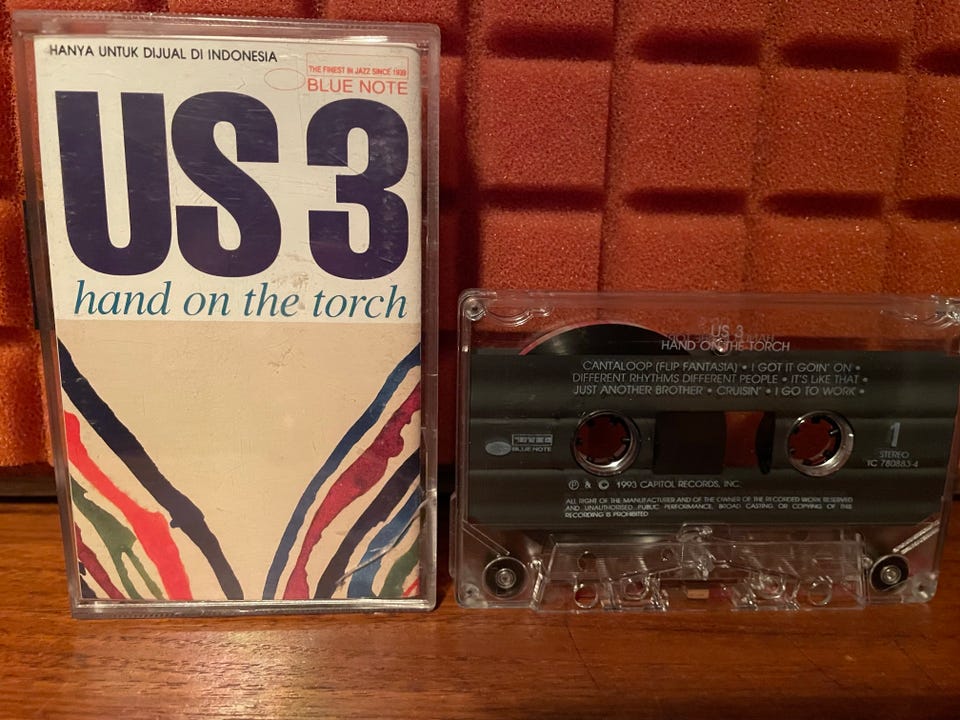 HANYA UNTUK DIJUAL DI INDONESIA
THE FINEST IN JAZZ SINCE 1939
BLUE NOTE
US 3
hand on the torch
US 3
HAND ON THE TORCH
CANTALOOP (FLIP FANTASIA) • I GOT IT GOIN' ON •
DIFFERENT RHYTHMS DIFFERENT PEOPLE • IT'S LIKE THAT •
JUST ANOTHER BROTHER • CRUISIN' • I GO TO WORK •
BLUE NOTE
1
STEREO
TC 780883-4
℗ & © 1993 CAPITOL RECORDS, INC.
ALL RIGHT OF THE MANUFACTURER AND OF THE OWNER OF THE RECORDED WORK RESERVED
AND UNAUTHORISED PUBLIC PERFORMANCE, BROAD CASTING OR COPYING OF THIS
RECORDING IS PROHIBITED